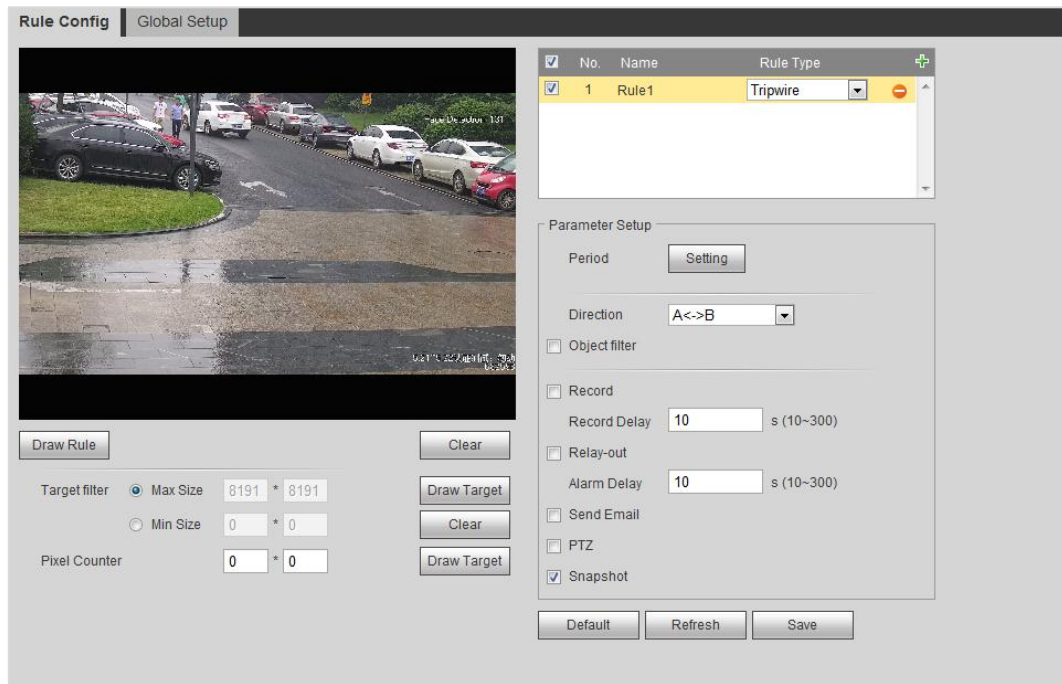 Rule Config Global Setup
No. Name Rule Type
1 Rule1 Tripwire
Parameter Setup
Period Setting
Direction A<->B
Object filter
Record
Record Delay 10 s (10~300)
Relay-out
Alarm Delay 10 s (10~300)
Send Email
PTZ
Snapshot
Default Refresh Save
Draw Rule Clear
Target filter Max Size 8191 * 8191 Draw Target
Min Size 0 * 0 Clear
Pixel Counter 0 * 0 Draw Target